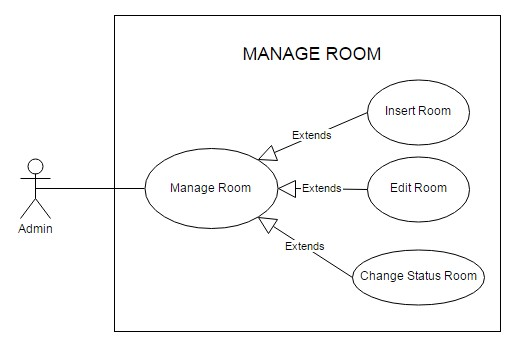 MANAGE ROOM
Insert Room
Extends
Manage Room
Extends
Edit Room
Admin
Extends
Change Status Room